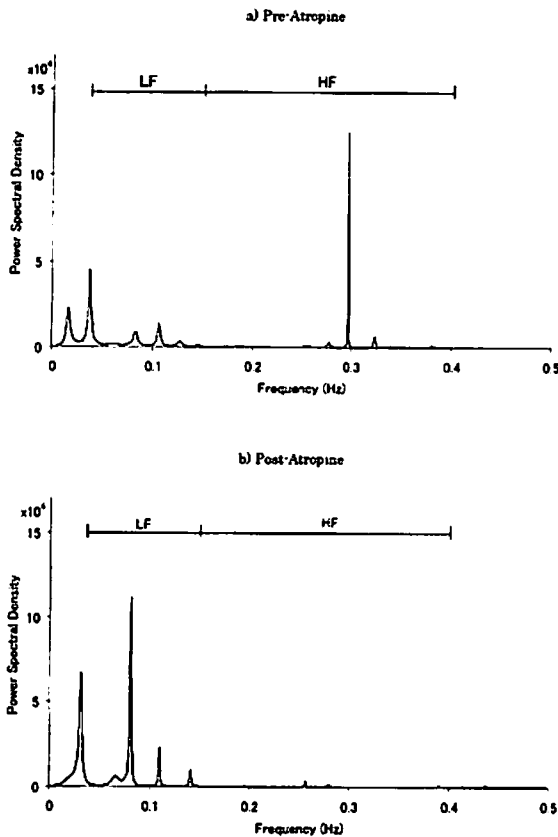 a) Pre-Atropine
x10⁴
LF HF
15
10
5
0
Power Spectral Density
0 0.1 0.2 0.3 0.4 0.5
Frequency (Hz)
b) Post-Atropine
x10⁴
LF HF
15
10
5
0
Power Spectral Density
0 0.1 0.2 0.3 0.4 0.5
Frequency (Hz)